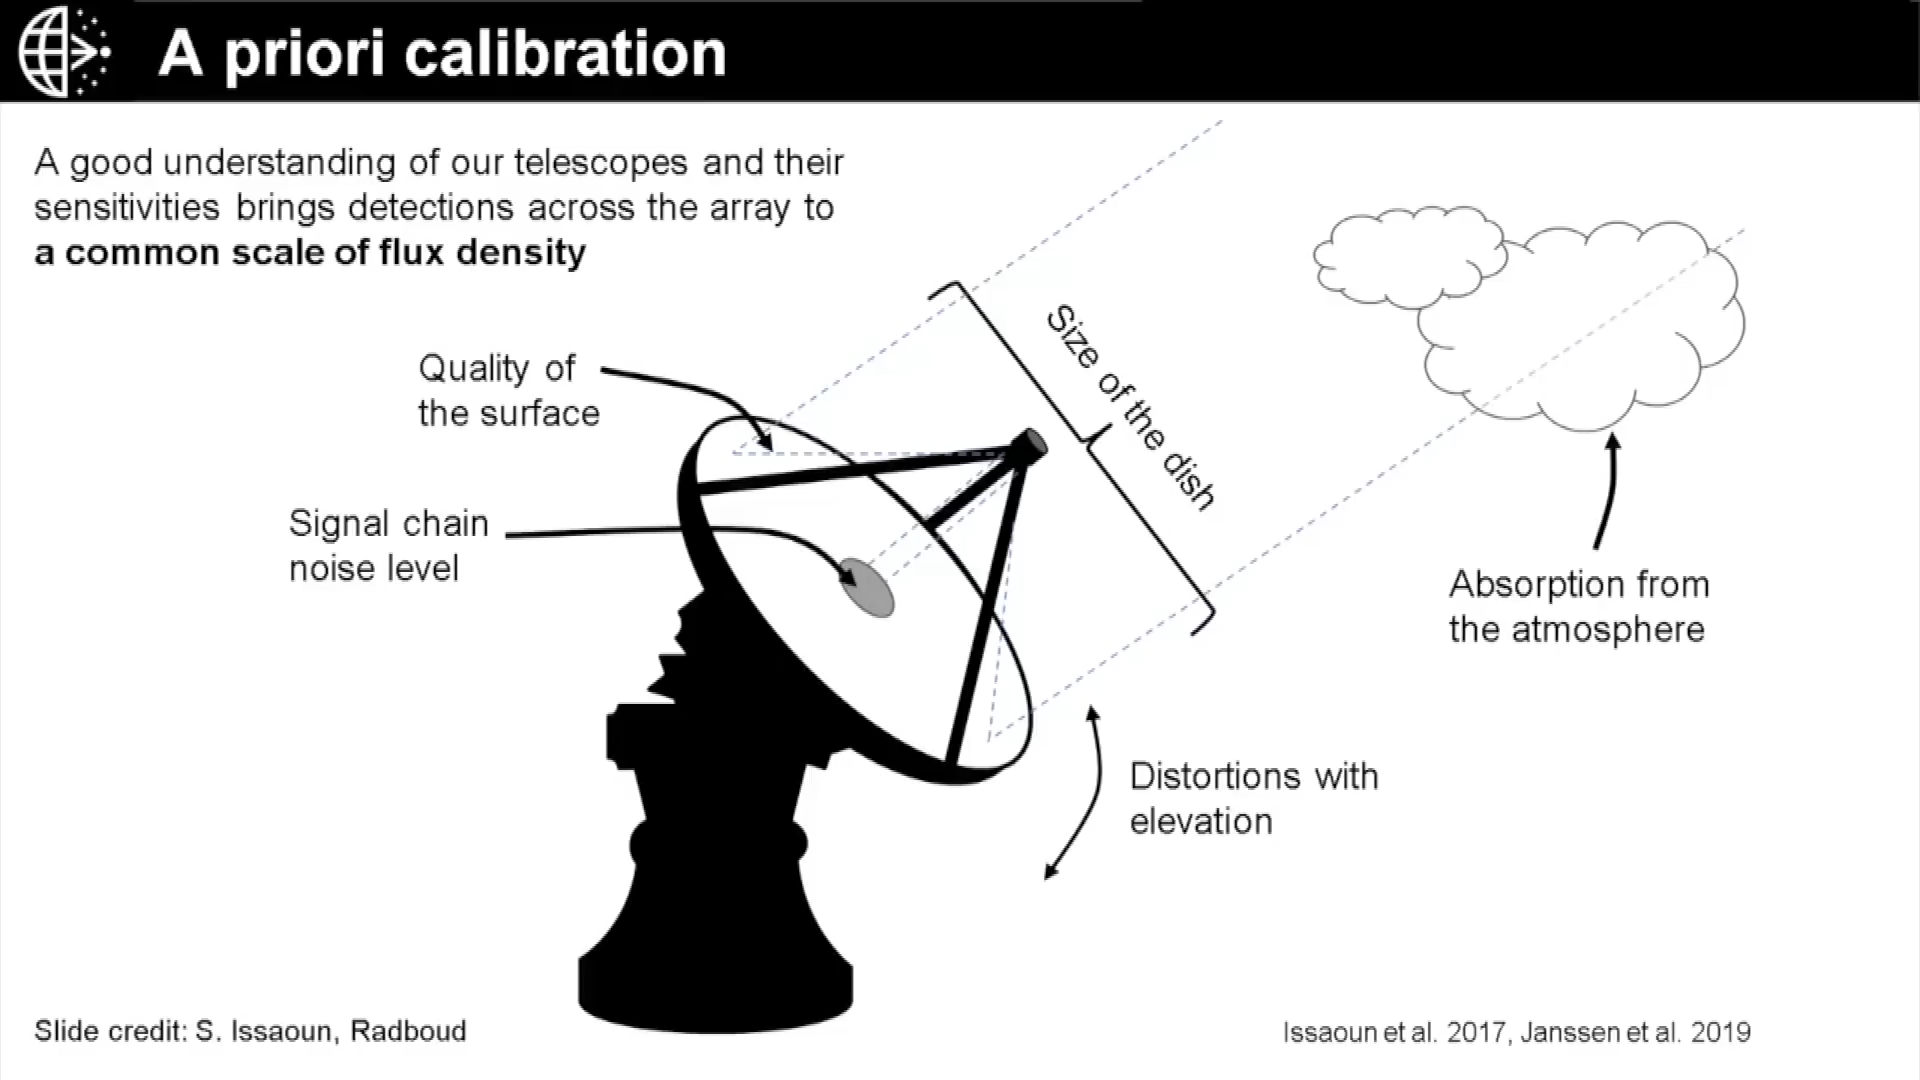 A priori calibration
A good understanding of our telescopes and their
sensitivities brings detections across the array to
a common scale of flux density
Quality of
the surface
Size of the dish
Signal chain
noise level
Absorption from
the atmosphere
Distortions with
elevation
Slide credit: S. Issaoun, Radboud
Issaoun et al. 2017, Janssen et al. 2019